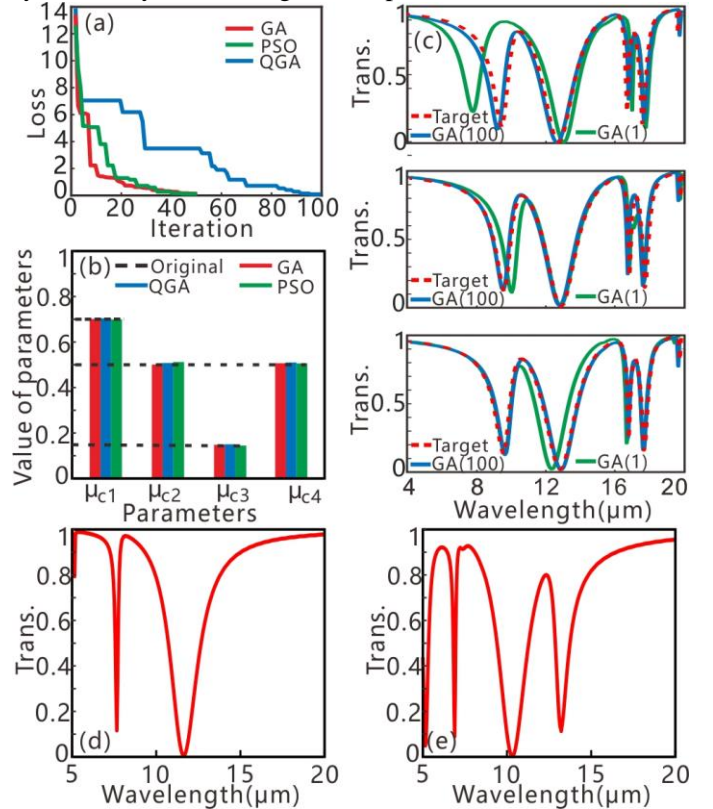 (a)
GA
PSO
QGA
14
12
10
8
6
4
2
0
Loss
0 20 40 60 80 100
Iteration
(b)
Original
GA
QGA
PSO
1
0.8
0.6
0.4
0.2
0
Value of parameters
μc1 μc2 μc3 μc4
Parameters
(c)
1
0.5
0
Trans.
Target
GA(100)
GA(1)
1
0.5
0
Trans.
Target
GA(100)
GA(1)
1
0.5
0
Trans.
Target
GA(100)
GA(1)
4 8 12 16 20
Wavelength(μm)
1
0.8
0.6
0.4
0.2
0
Trans.
(d)
5 10 15 20
Wavelength(μm)
1
0.8
0.6
0.4
0.2
0
Trans.
(e)
5 10 15 20
Wavelength(μm)